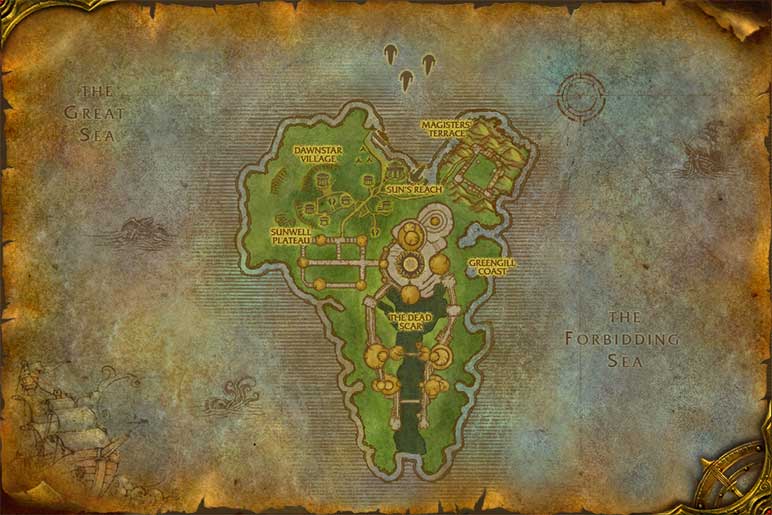 THE
GREAT
SEA
MAGISTERS'
TERRACE
DAWNSTAR
VILLAGE
SUN'S REACH
SUNWELL
PLATEAU
GREENGILL
COAST
THE DEAD
SCAR
THE
FORBIDDING
SEA